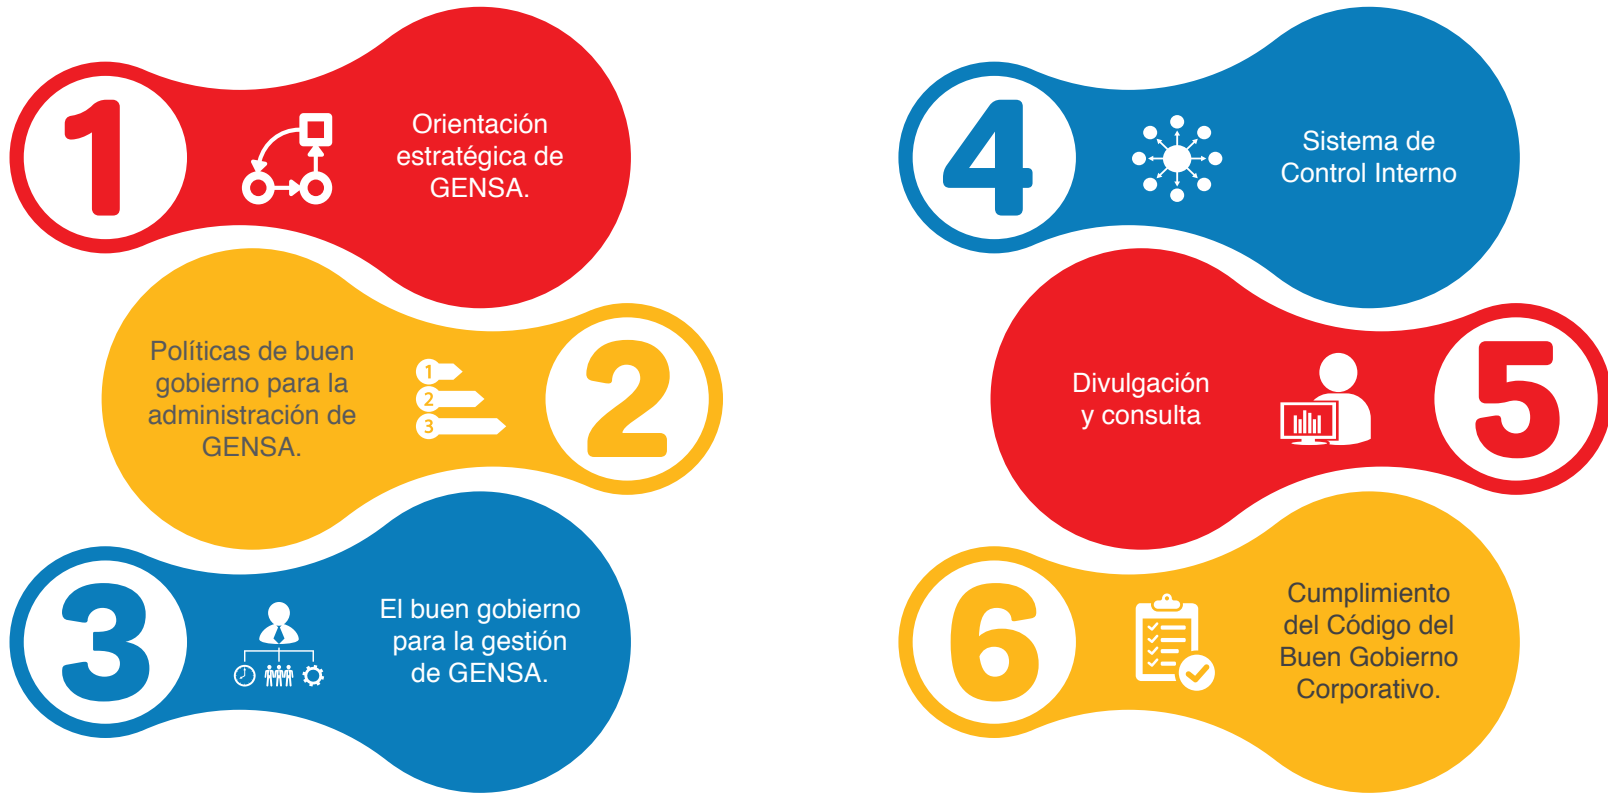 1
Orientación
estratégica de
GENSA.
Políticas de buen
gobierno para la
administración de
GENSA.
1
2
3
2
3
El buen gobierno
para la gestión
de GENSA.
4
Sistema de
Control Interno
Divulgación
y consulta
5
6
Cumplimiento
del Código del
Buen Gobierno
Corporativo.